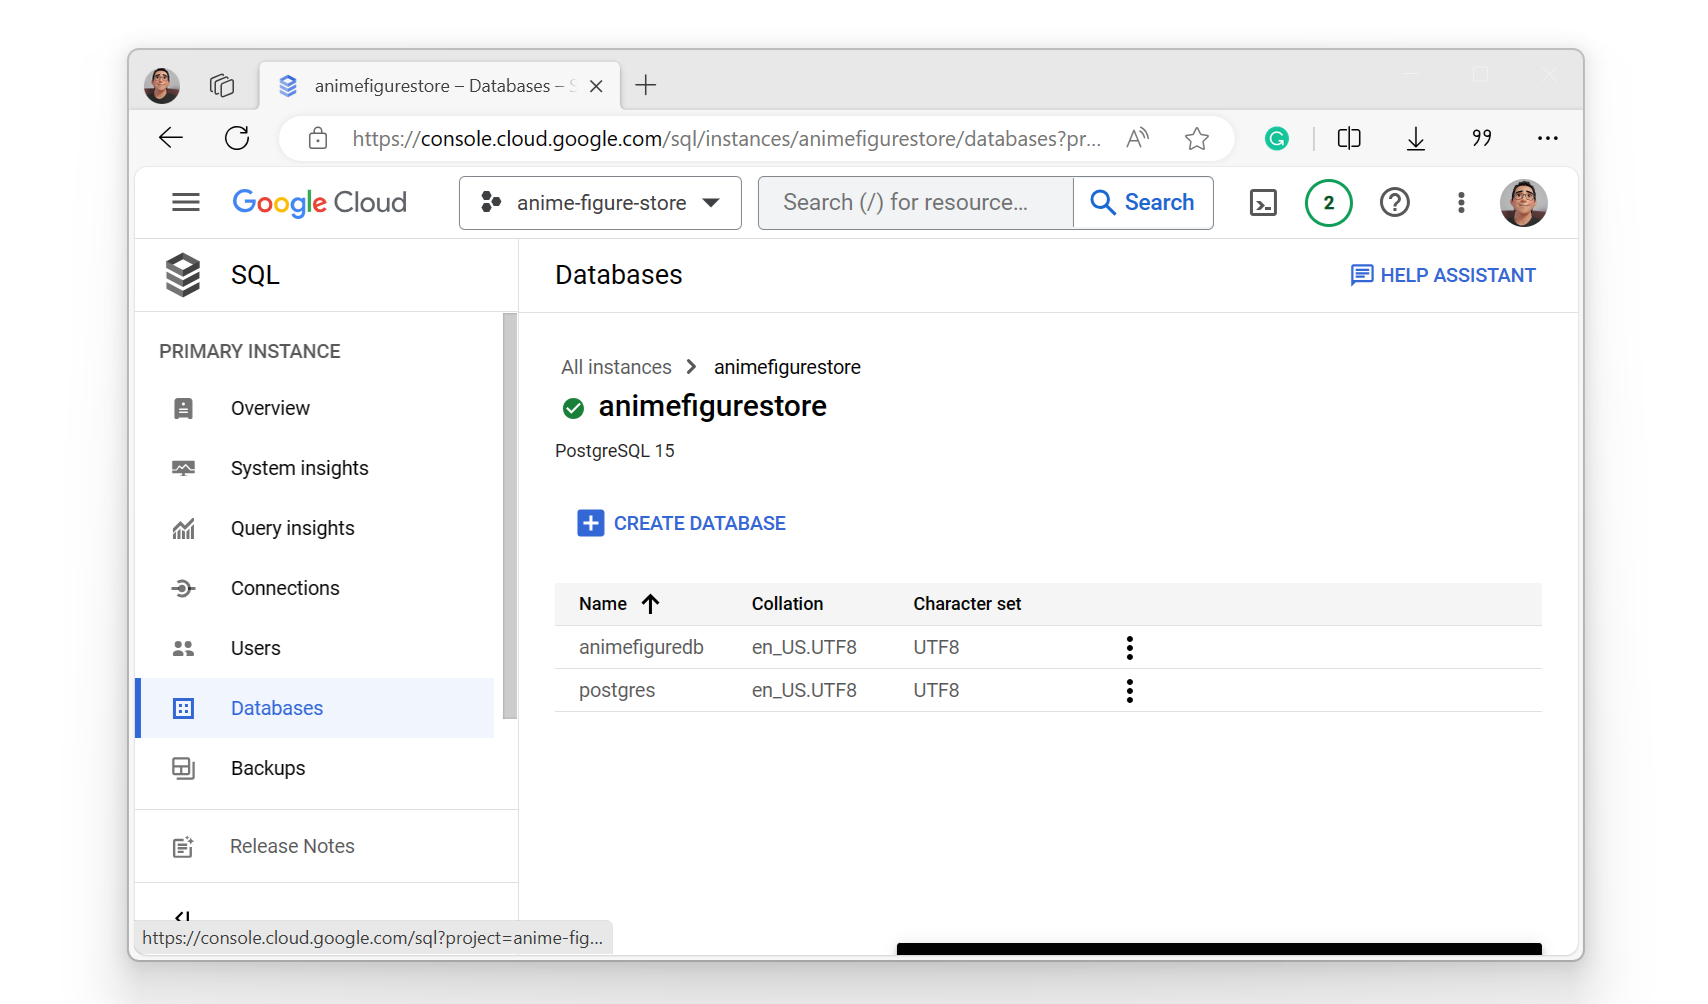 animefigurestore – Databases – S
https://console.cloud.google.com/sql/instances/animefigurestore/databases?pr...
Google Cloud
anime-figure-store
Search (/) for resource...
Search
2
SQL
Databases
HELP ASSISTANT
PRIMARY INSTANCE
Overview
System insights
Query insights
Connections
Users
Databases
Backups
Release Notes
All instances
animefigurestore
animefigurestore
PostgreSQL 15
CREATE DATABASE
Name Collation Character set
animefiguredb en_US.UTF8 UTF8
postgres en_US.UTF8 UTF8
https://console.cloud.google.com/sql?project=anime-fig...